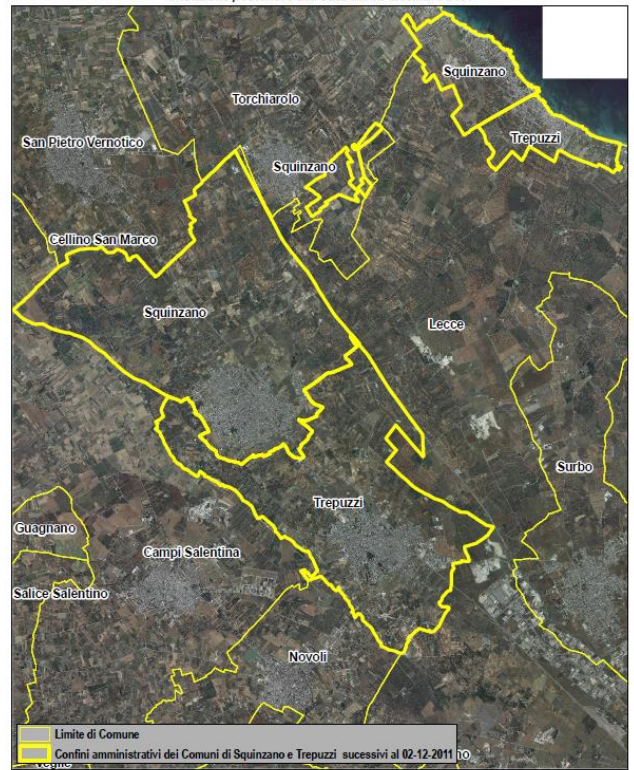 Squinzano
Torchiarolo
Trepuzzi
San Pietro Vernotico
Squinzano
Cellino San Marco
Squinzano
Lecce
Surbo
Trepuzzi
Guagnano
Campi Salentina
Salice Salentino
Novoli
Limite di Comune
Confini amministrativi dei Comuni di Squinzano e Trepuzzi sucessivi al 02-12-2011